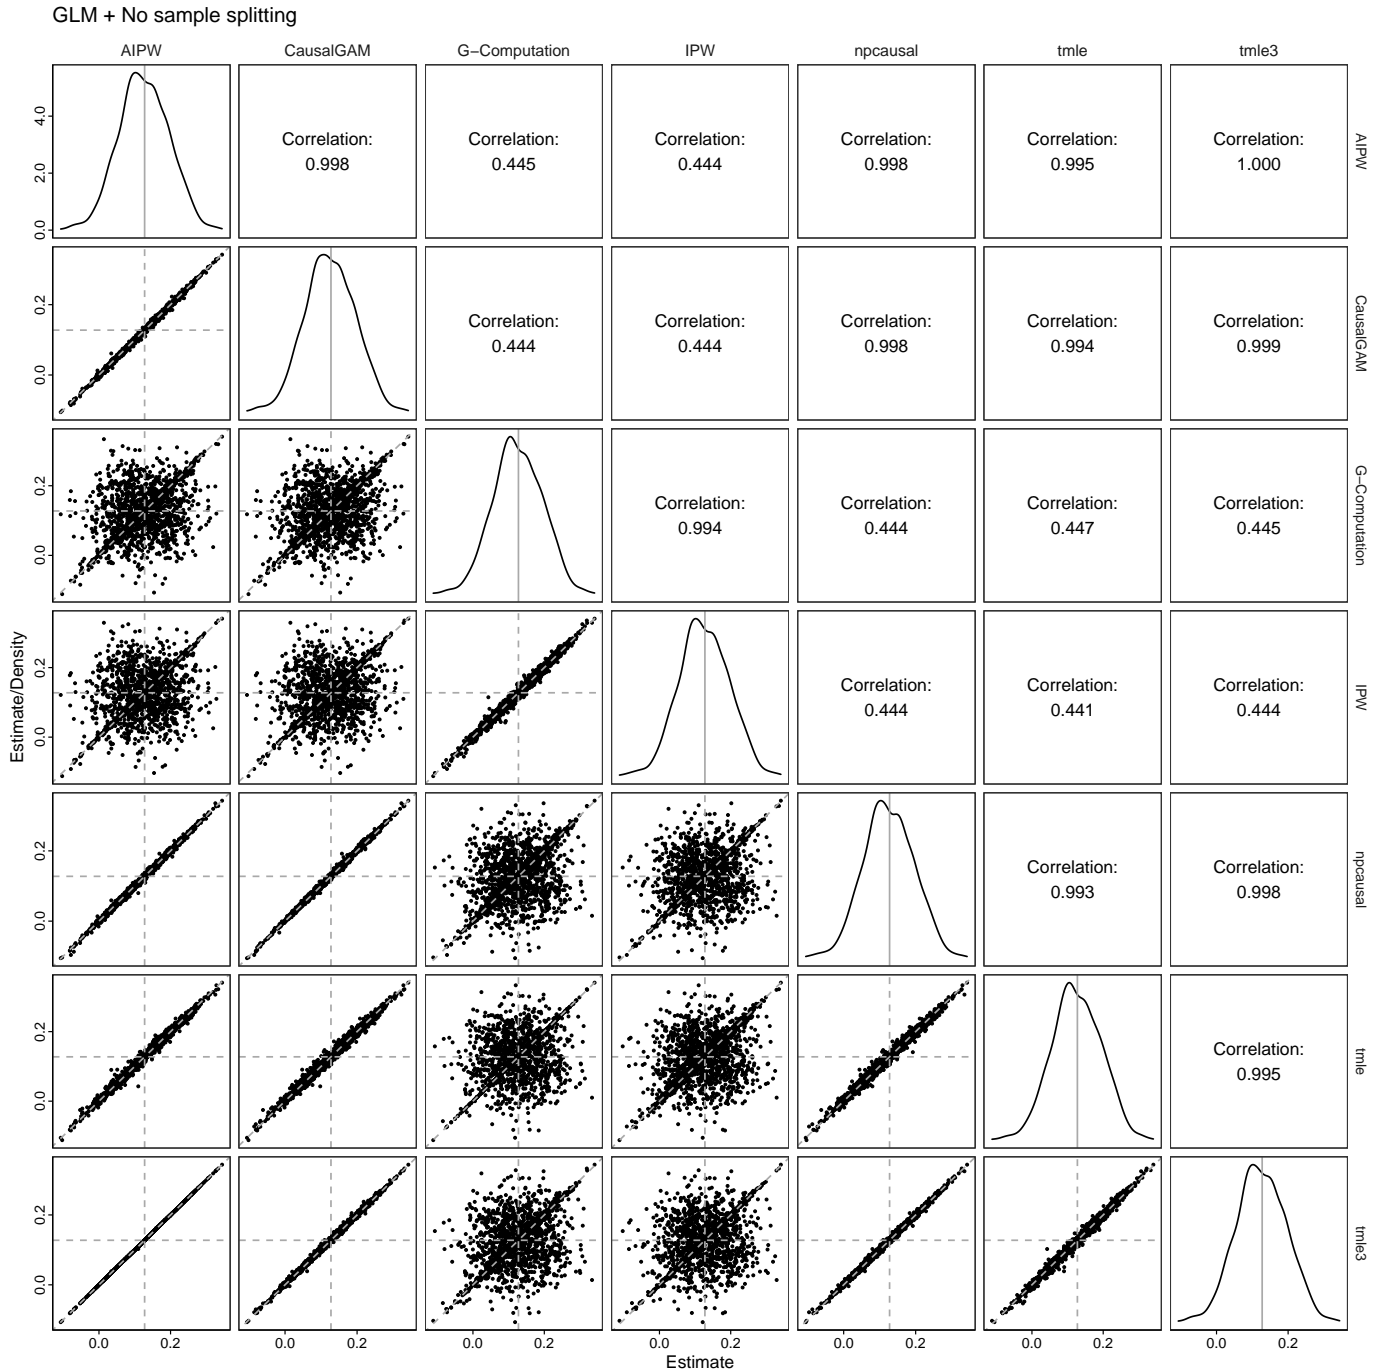 GLM + No sample splitting
AIPW CausalGAM G−Computation IPW npcausal tmle tmle3
4.0
2.0
0.0
Correlation: Correlation: Correlation: Correlation: Correlation: Correlation:
0.998 0.445 0.444 0.998 0.995 1.000
AIPW
0.2
0.0
Correlation: Correlation: Correlation: Correlation: Correlation:
0.444 0.444 0.998 0.994 0.999
CausalGAM
0.2
0.0
Correlation: Correlation: Correlation: Correlation:
0.994 0.444 0.447 0.445
G−Computation
Estimate/Density
0.2
0.0
Correlation: Correlation: Correlation:
0.444 0.441 0.444
IPW
0.2
0.0
Correlation: Correlation:
0.993 0.998
npcausal
0.2
0.0
Correlation:
0.995
tmle
0.2
0.0
tmle3
0.0 0.2 0.0 0.2 0.0 0.2 0.0 0.2 0.0 0.2 0.0 0.2 0.0 0.2
Estimate